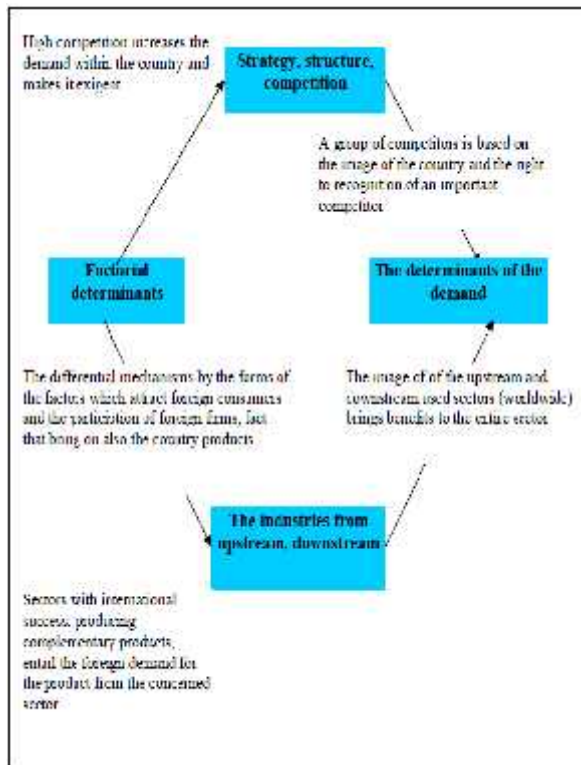 High competition increases the
demand within the country and
makes it exigent
Strategy, structure,
competition
A group of competitors is based on
the image of the country and the right
to recognition of an important
competitor
Factorial
determinants
The determinants of the
demand
The differential mechanisms by the forms of
the factors which attract foreign consumers
and the participation of foreign firms, fact
that bring on also the country products
The image of of the upstream and
downstream used sectors (worldwide)
brings benefits to the entire sector
The industries from
upstream, downstream
Sectors with international
success, producing
complementary products,
entail the foreign demand for
the product from the concerned
sector